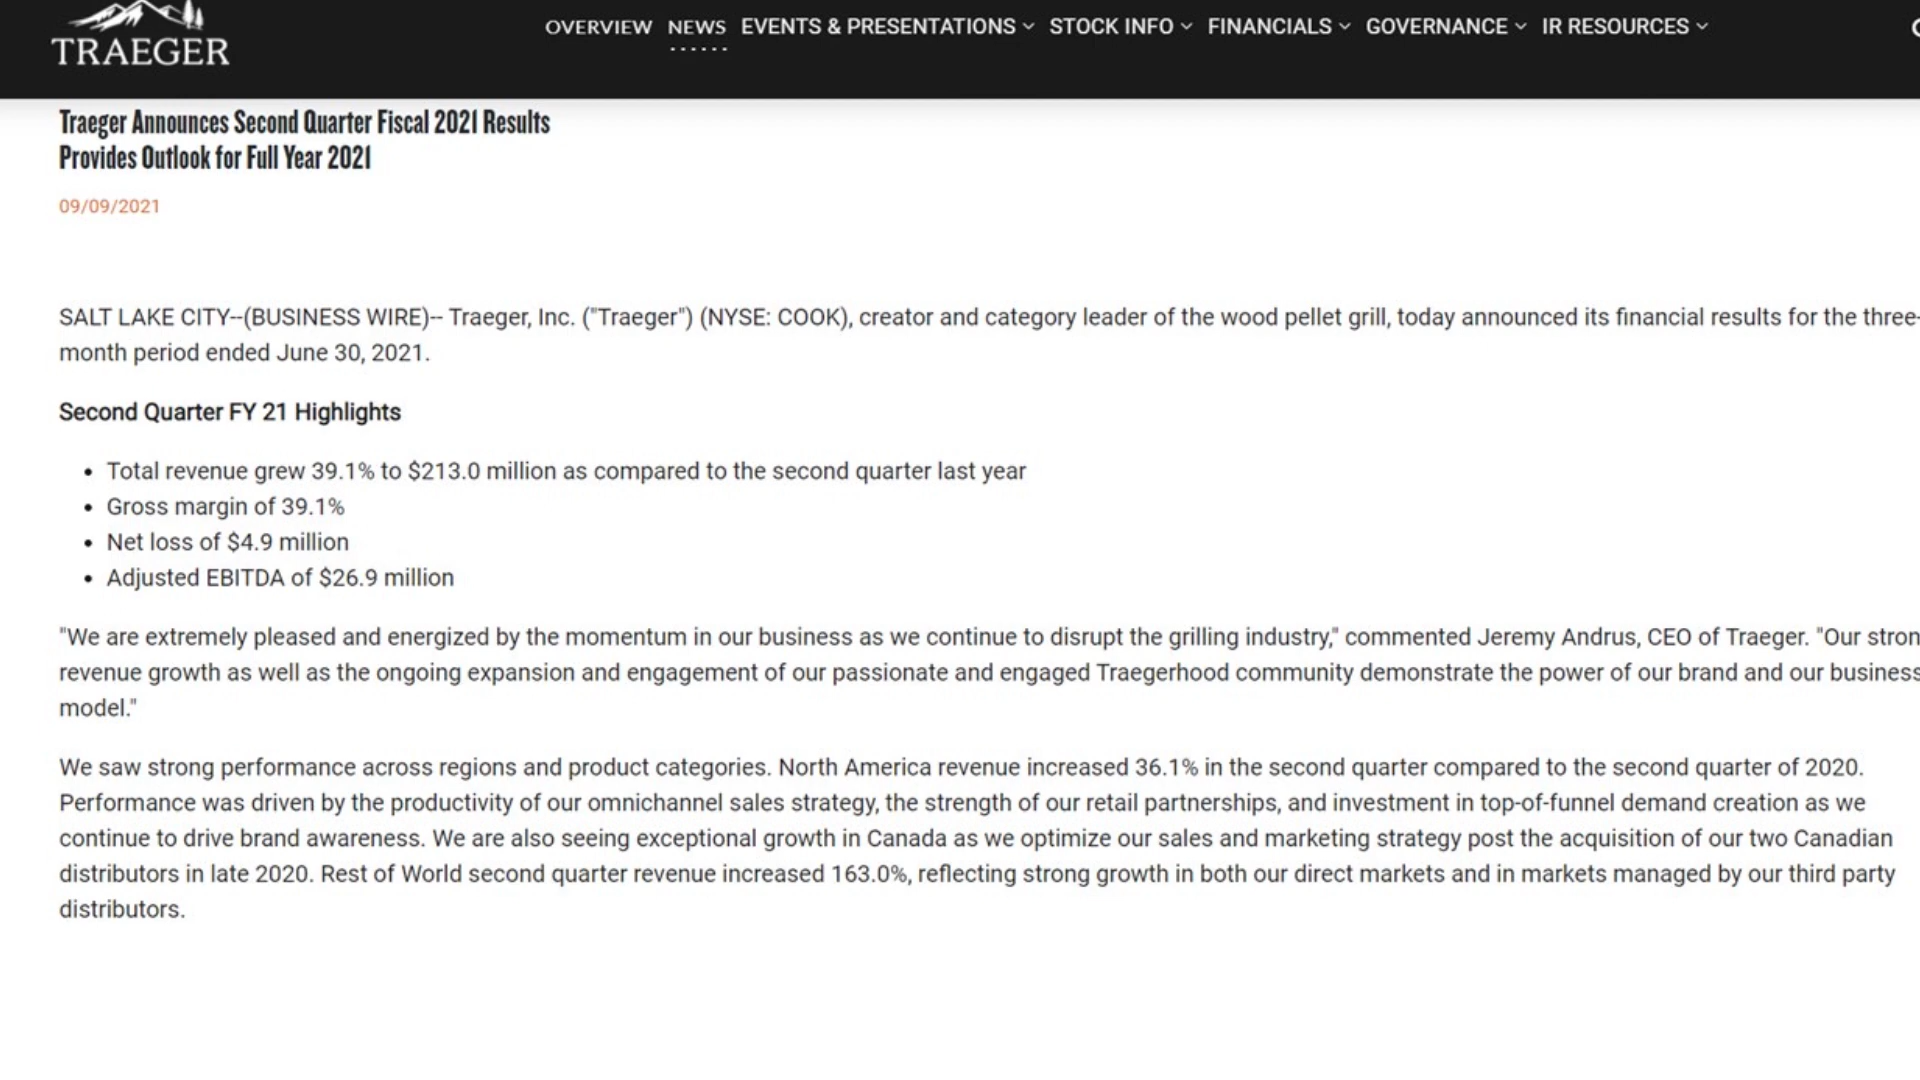 TRAEGER
OVERVIEW NEWS EVENTS & PRESENTATIONS STOCK INFO FINANCIALS GOVERNANCE IR RESOURCES
Traeger Announces Second Quarter Fiscal 2021 Results
Provides Outlook for Full Year 2021
09/09/2021
SALT LAKE CITY--(BUSINESS WIRE)-- Traeger, Inc. ("Traeger") (NYSE: COOK), creator and category leader of the wood pellet grill, today announced its financial results for the three-
month period ended June 30, 2021.
Second Quarter FY 21 Highlights
• Total revenue grew 39.1% to $213.0 million as compared to the second quarter last year
• Gross margin of 39.1%
• Net loss of $4.9 million
• Adjusted EBITDA of $26.9 million
"We are extremely pleased and energized by the momentum in our business as we continue to disrupt the grilling industry," commented Jeremy Andrus, CEO of Traeger. "Our stron
revenue growth as well as the ongoing expansion and engagement of our passionate and engaged Traegerhood community demonstrate the power of our brand and our business
model."
We saw strong performance across regions and product categories. North America revenue increased 36.1% in the second quarter compared to the second quarter of 2020.
Performance was driven by the productivity of our omnichannel sales strategy, the strength of our retail partnerships, and investment in top-of-funnel demand creation as we
continue to drive brand awareness. We are also seeing exceptional growth in Canada as we optimize our sales and marketing strategy post the acquisition of our two Canadian
distributors in late 2020. Rest of World second quarter revenue increased 163.0%, reflecting strong growth in both our direct markets and in markets managed by our third party
distributors.